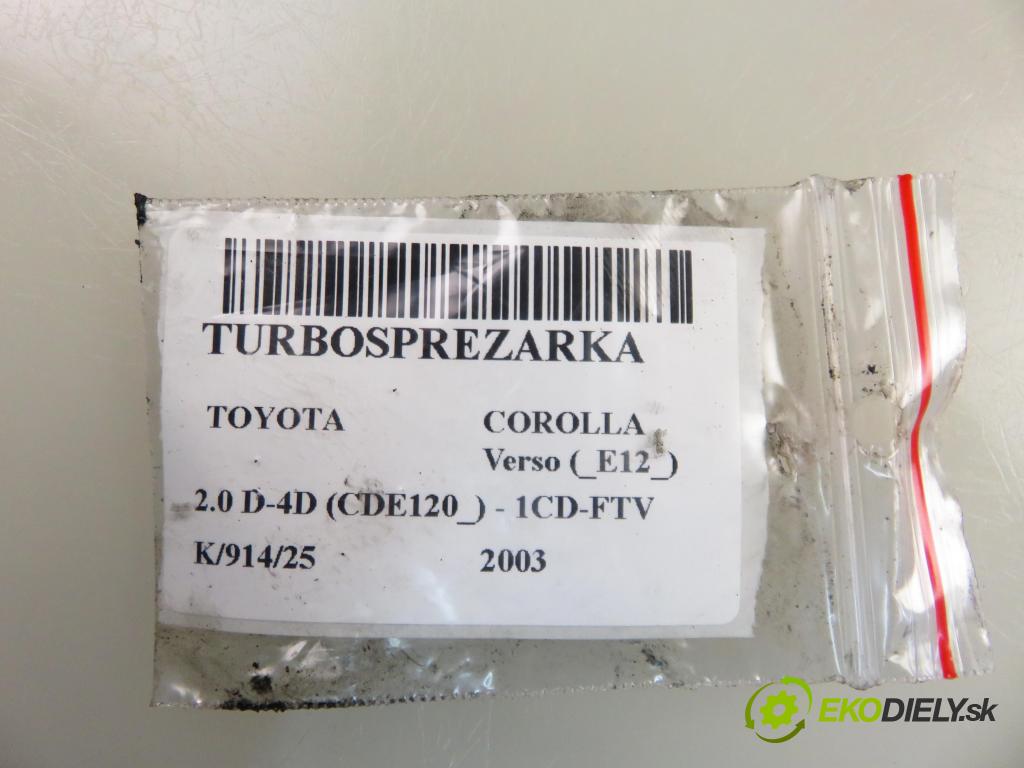 TURBOSPREZARKA
TOYOTA COROLLA
Verso (_E12_)
2.0 D-4D (CDE120_) - 1CD-FTV
K/914/25 2003
EKODIELY.sk